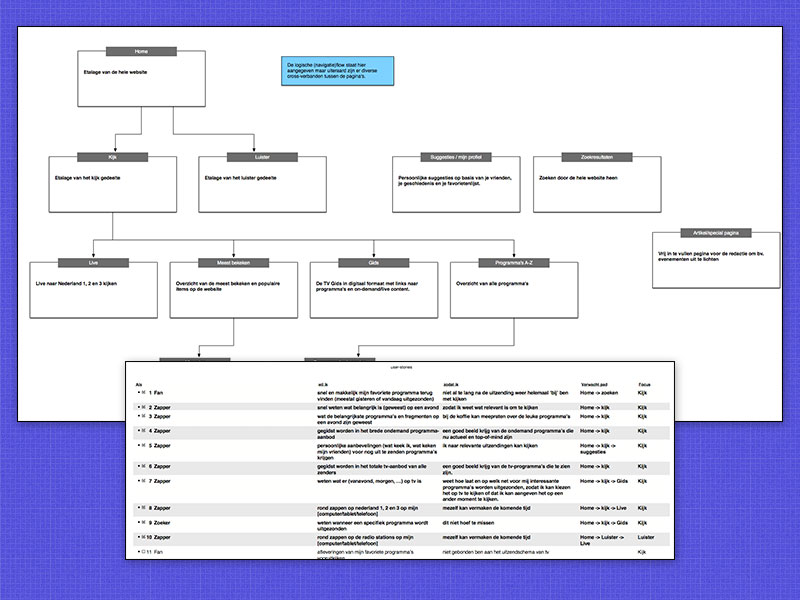 Home
Etalage van de hele website
De logische (navigatie)flow staat hier
aangegeven maar uiteraard zijn er diverse
cross-verbanden tussen de pagina's.
Kijk
Etalage van het kijk gedeelte
Luister
Etalage van het luister gedeelte
Suggesties / mijn profiel
Persoonlijke suggesties op basis van je vrienden,
je geschiedenis en je favorietenlijst.
Zoekresultaten
Zoeken door de hele website heen
Artikel/special pagina
Vrij in te vullen pagina voor de redactie om bv.
evenementen uit te lichten
Live
Live naar Nederland 1, 2 en 3 kijken
Meest bekeken
Overzicht van de meest bekeken en populaire
items op de website
Gids
De TV Gids in digitaal formaat met links naar
programma's en on-demand/live content.
Programma's A-Z
Overzicht van alle programma's
user-stories
Als wil ik zodat ik Verwacht pad Focus
1 Fan snel en makkelijk mijn favoriete programma terug niet al te lang na de uitzending weer helemaal 'bij' ben Home -> zoeken Kijk
vinden (meestal gisteren of vandaag uitgezonden) met kijken
2 Zapper snel weten wat belangrijk is (geweest) op een avond zodat ik weet wat relevant is om te kijken Home -> kijk Kijk
3 Zapper wat de belangrijkste programma's en fragmenten op bij de koffie kan meepraten over de leuke programma's Home -> kijk Kijk
een avond zijn geweest
4 Zapper gegidst worden in het brede ondemand programma- een goed beeld krijg van de ondemand programma's die Home -> kijk Kijk
aanbod nu actueel en top-of-mind zijn
5 Zapper persoonlijke aanbevelingen (wat keek ik, wat keken ik naar relevante uitzendingen kan kijken Home -> kijk -> Kijk
mijn vrienden) voor nog uit te zenden programma's suggesties
krijgen
6 Zapper gegidst worden in het totale tv-aanbod van alle een goed beeld krijg van de tv-programma's die te zien Home -> kijk Kijk
zenders zijn.
7 Zapper weten wat er (vanavond, morgen, ...) op tv is weet hoe laat en op welk net voor mij interessante Home -> kijk -> Gids Kijk
programma's worden uitgezonden, zodat ik kan kiezen
het op tv te kijken of dat ik kan aangeven het op een
ander moment te kijken.
8 Zapper rond zappen op nederland 1, 2 en 3 op mijn mezelf kan vermaken de komende tijd Home -> kijk -> Live Kijk
[computer/tablet/telefoon]
9 Zoeker weten wanneer een specifiek programma wordt dit niet hoef te missen Home -> kijk -> Gids Kijk
uitgezonden
10 Zapper rond zappen op de radio stations op mijn mezelf kan vermaken de komende tijd Home -> Luister -> Luister
[computer/tablet/telefoon] Live
11 Fan afleveringen van mijn favoriete programma's niet gebonden ben aan het uitzendschema van tv Kijk